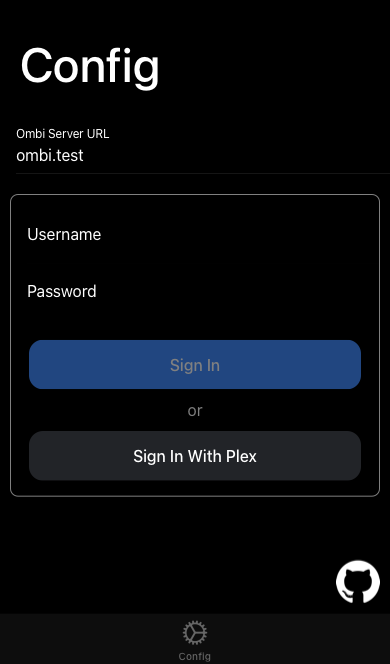 Config
Ombi Server URL
ombi.test
Username
Password
Sign In
or
Sign In With Plex
Config